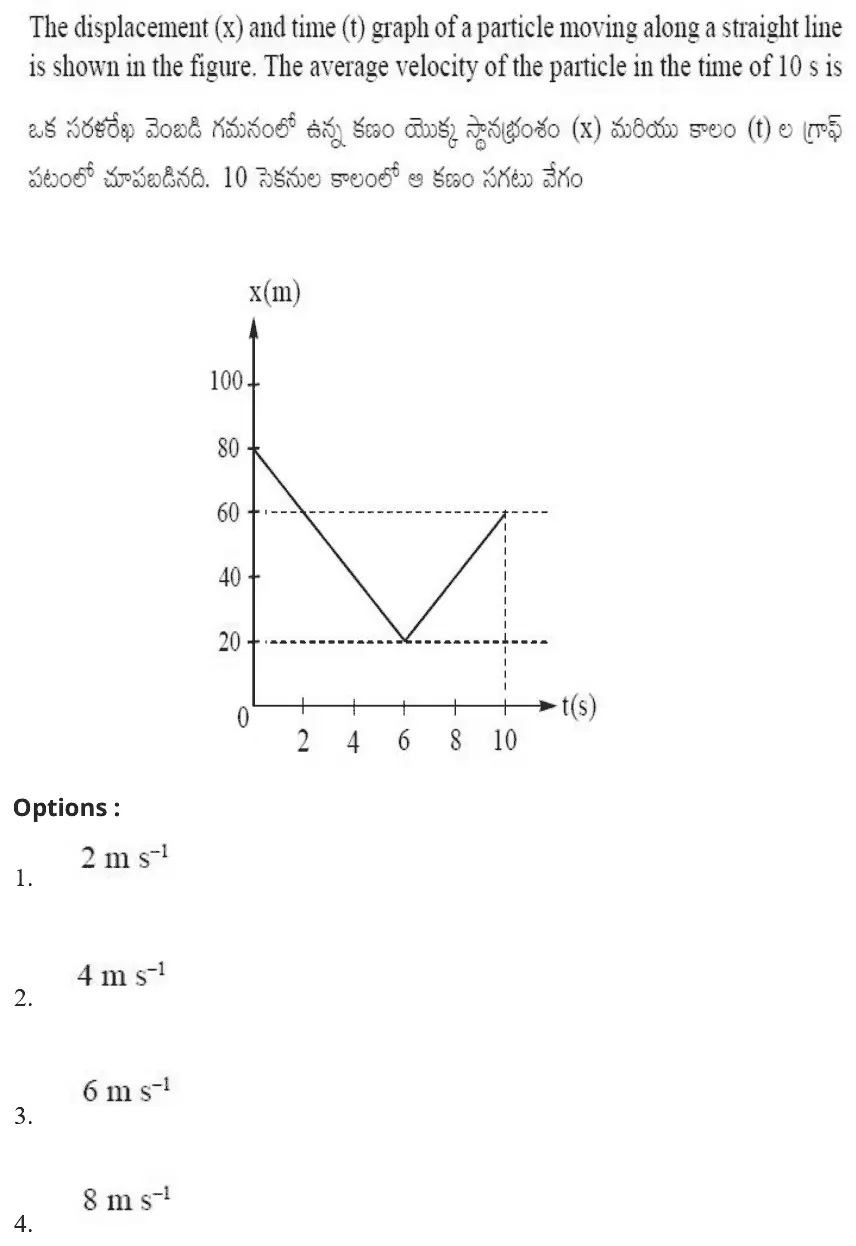 The displacement (x) and time (t) graph of a particle moving along a straight line
is shown in the figure. The average velocity of the particle in the time of 10 s is
ఒక సరళరేఖ వెంబడి గమనంలో ఉన్న కణం యొక్క స్థానభ్రంశం (x) మరియు కాలం (t) ల గ్రాఫ్
పటంలో చూపబడినది. 10 సెకనుల కాలంలో ఆ కణం సగటు వేగం
x(m)
100
80
60
40
20
0
t(s)
2 4 6 8 10
Options :
1. 2 m s⁻¹
2. 4 m s⁻¹
3. 6 m s⁻¹
4. 8 m s⁻¹